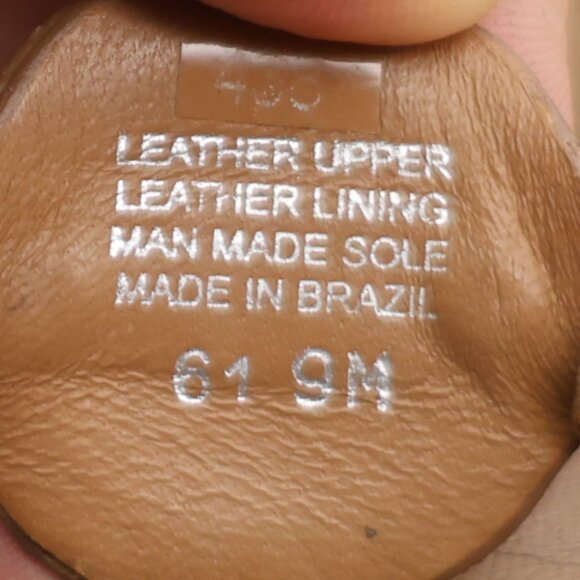 LEATHER UPPER
LEATHER LINING
MAN MADE SOLE
MADE IN BRAZIL
61 9M